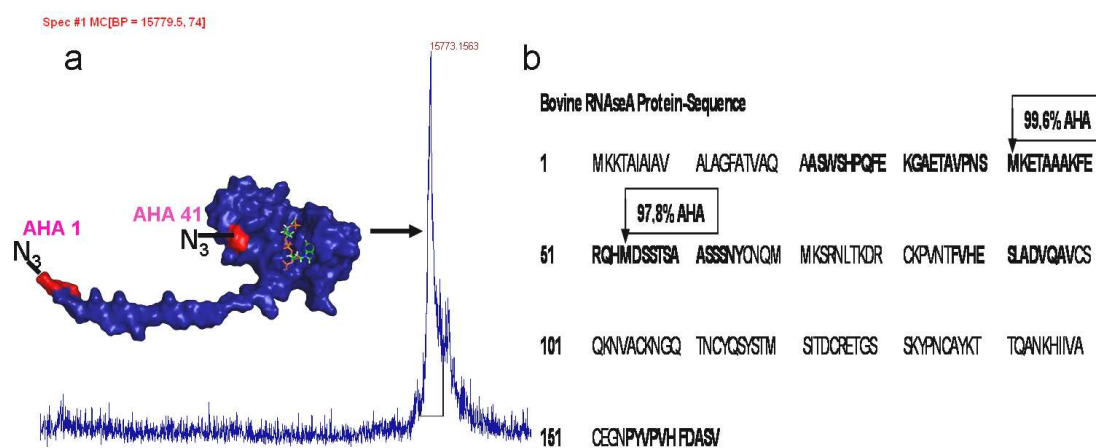 Spec #1 MC[BP = 15779.5, 74]
15773.1563
a
b
Bovine RNAseA Protein-Sequence
99,6% AHA
1 MKKTAIAIAV ALAGFATVAQ AASWSHPQFE KGAETAVPNS MKETAAAKFE
AHA 1
N3
AHA 41
N3
97,8% AHA
51 RQHMDSSTSA ASSSNYQNQM MKSRNLTKDR CKPVNTFVHE SLADVQAVCS
101 QKNVACKNGQ TNCYQSYSTM SITDCRETGS SKYPNCAYKT TQANKHIIVA
151 CEGNPYVPVH FDASV